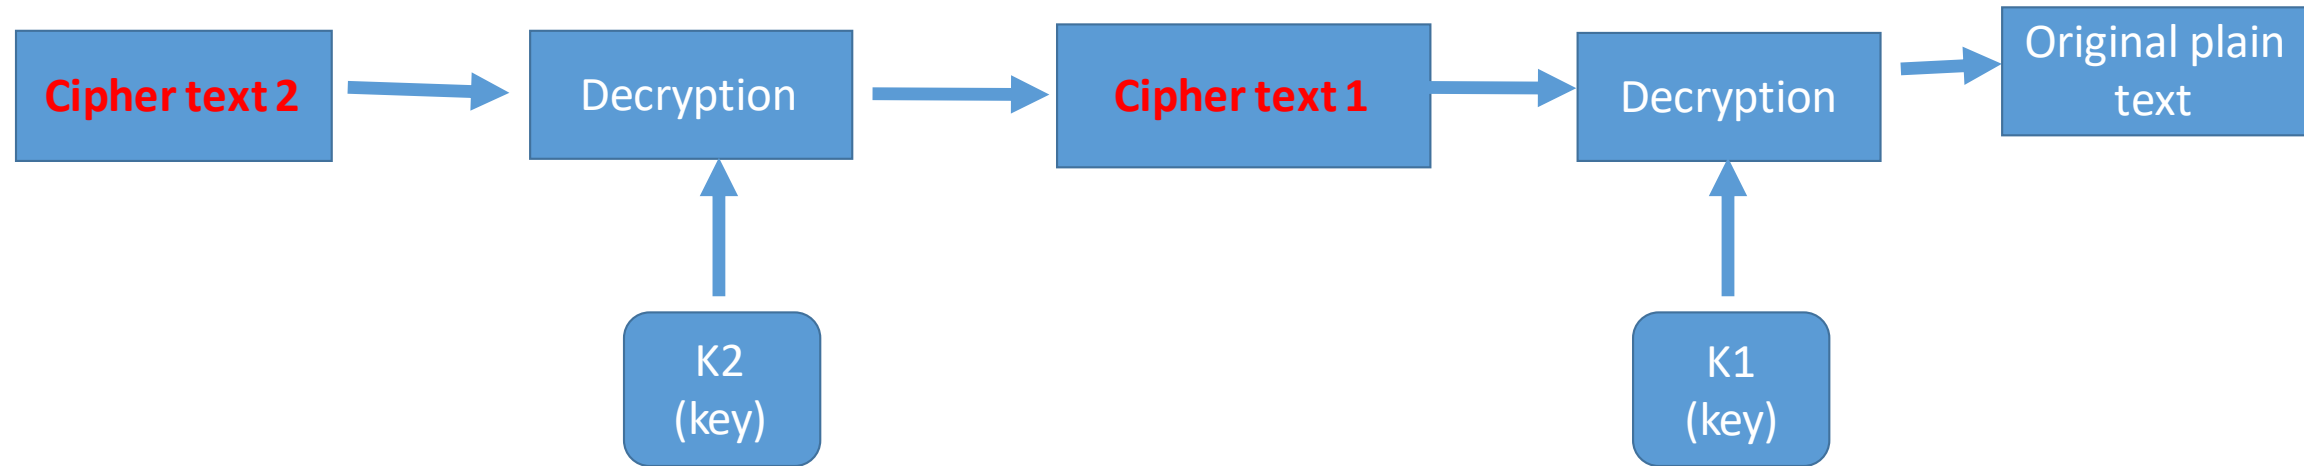 Cipher text 2
Decryption
Cipher text 1
Decryption
Original plain
text
K2
(key)
K1
(key)